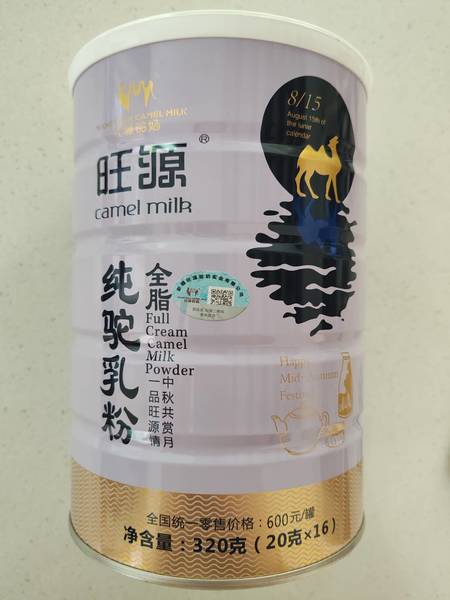 旺源
®
camel milk
8/15
August 15th of
the lunar
calendar
全脂
纯驼乳粉
Full
Cream
Camel
Milk
Powder
中秋共赏月
一品旺源情
Happy
Mid-Autumn
Festival
全国统一零售价格：600元/罐
净含量：320克（20克×16）